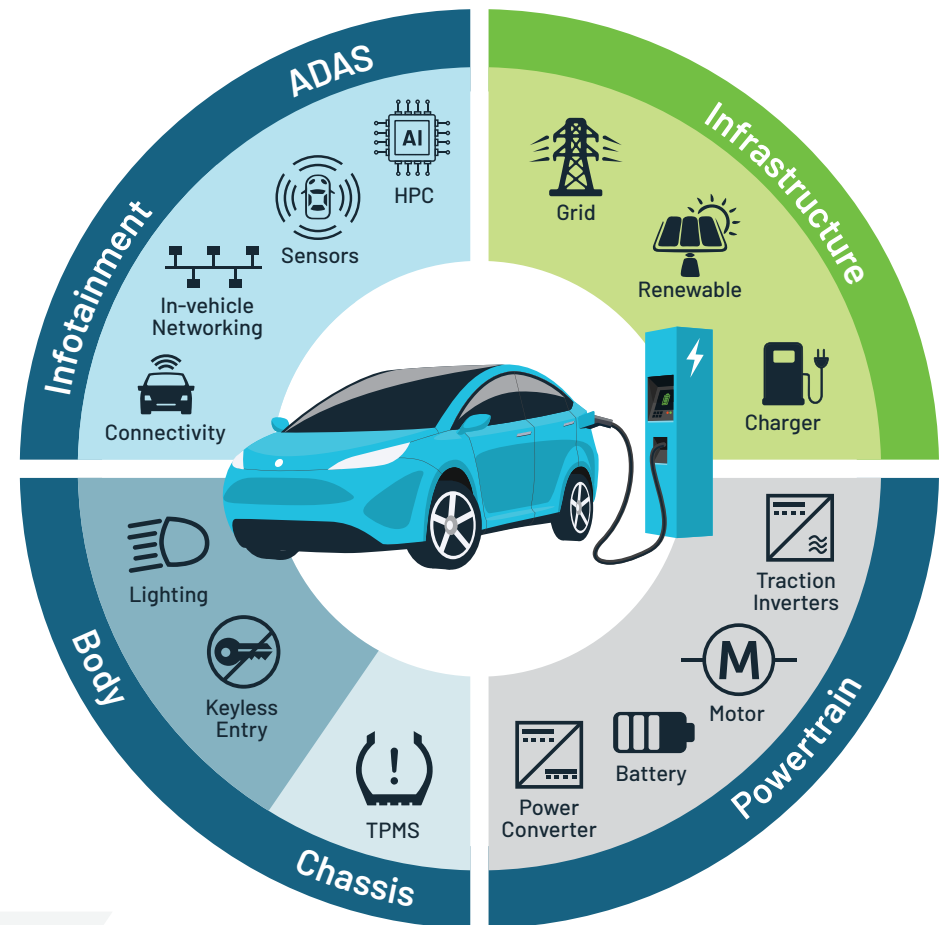 ADAS
Infotainment
AI
HPC
Sensors
In-vehicle
Networking
Connectivity
Infrastructure
Grid
Renewable
Charger
Body
Lighting
Keyless
Entry
Chassis
!
TPMS
Powertrain
Traction
Inverters
M
Motor
Battery
Power
Converter